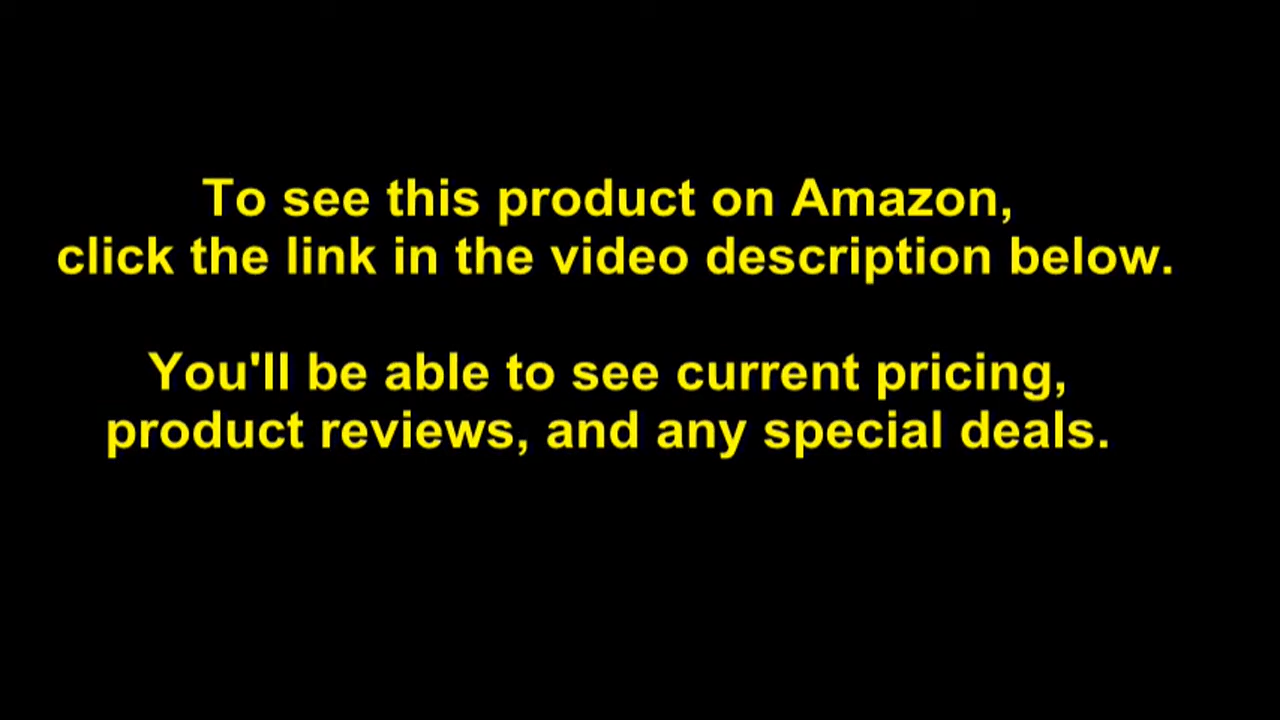 To see this product on Amazon,
click the link in the video description below.
You'll be able to see current pricing,
product reviews, and any special deals.